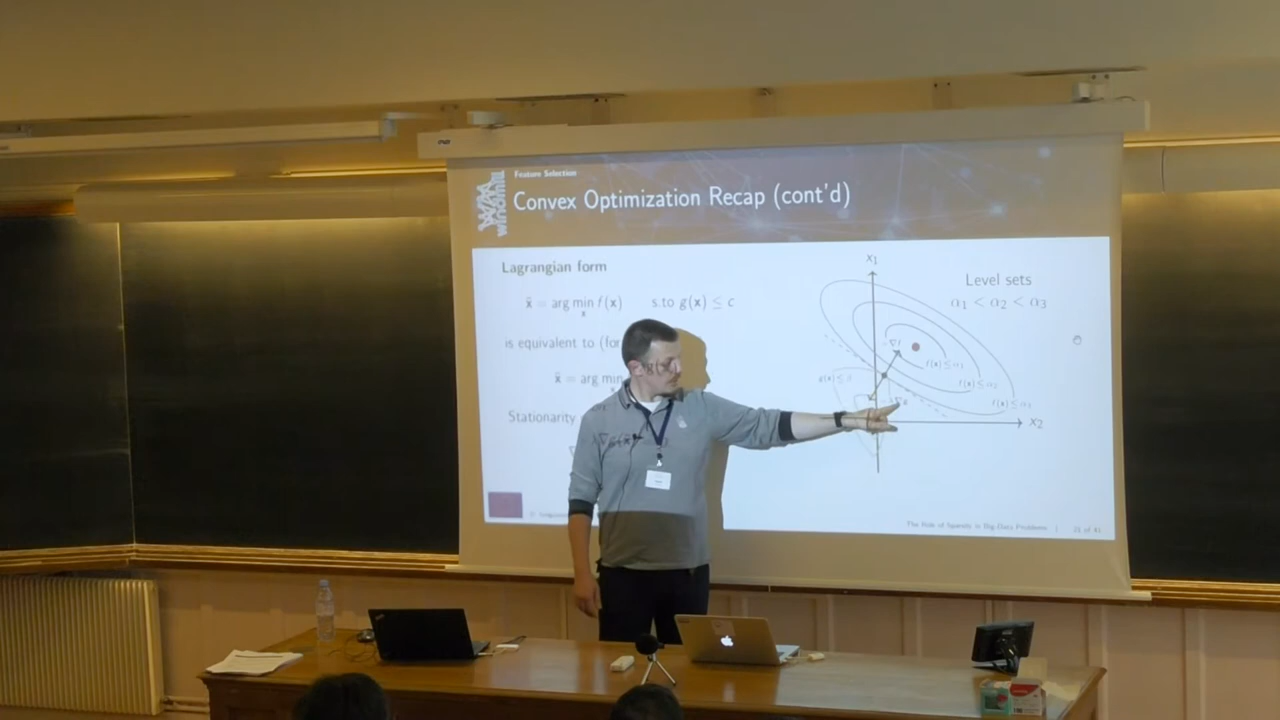 Feature Selection
Convex Optimization Recap (cont'd)
windmill
Lagrangian form
x̂ = arg min f(x) s.to g(x) ≤ c
x
is equivalent to (for
x̂ = arg min
Stationarity
x₁
Level sets
α₁ < α₂ < α₃
∇f
f(x)≤α₁
f(x)≤α₂
f(x)≤α₃
x₂
The Role of Sparsity in Big-Data Problems | 21 of 41